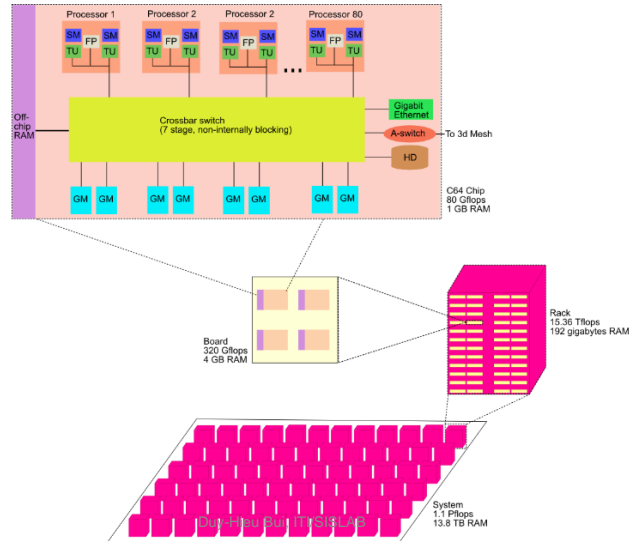 Processor 1
Processor 2
Processor 2
Processor 80
SM
SM
FP
TU
TU
SM
SM
FP
TU
TU
SM
SM
FP
TU
TU
SM
SM
FP
TU
TU
...
Off-
chip
RAM
Crossbar switch
(7 stage, non-internally blocking)
Gigabit
Ethernet
A-switch
To 3d Mesh
HD
GM
GM
GM
GM
GM
GM
GM
GM
C64 Chip
80 Gflops
1 GB RAM
Board
320 Gflops
4 GB RAM
Rack
15.36 Tflops
192 gigabytes RAM
System
1.1 Pflops
13.8 TB RAM
Duy-Hieu Bui, ITI/SISLAB